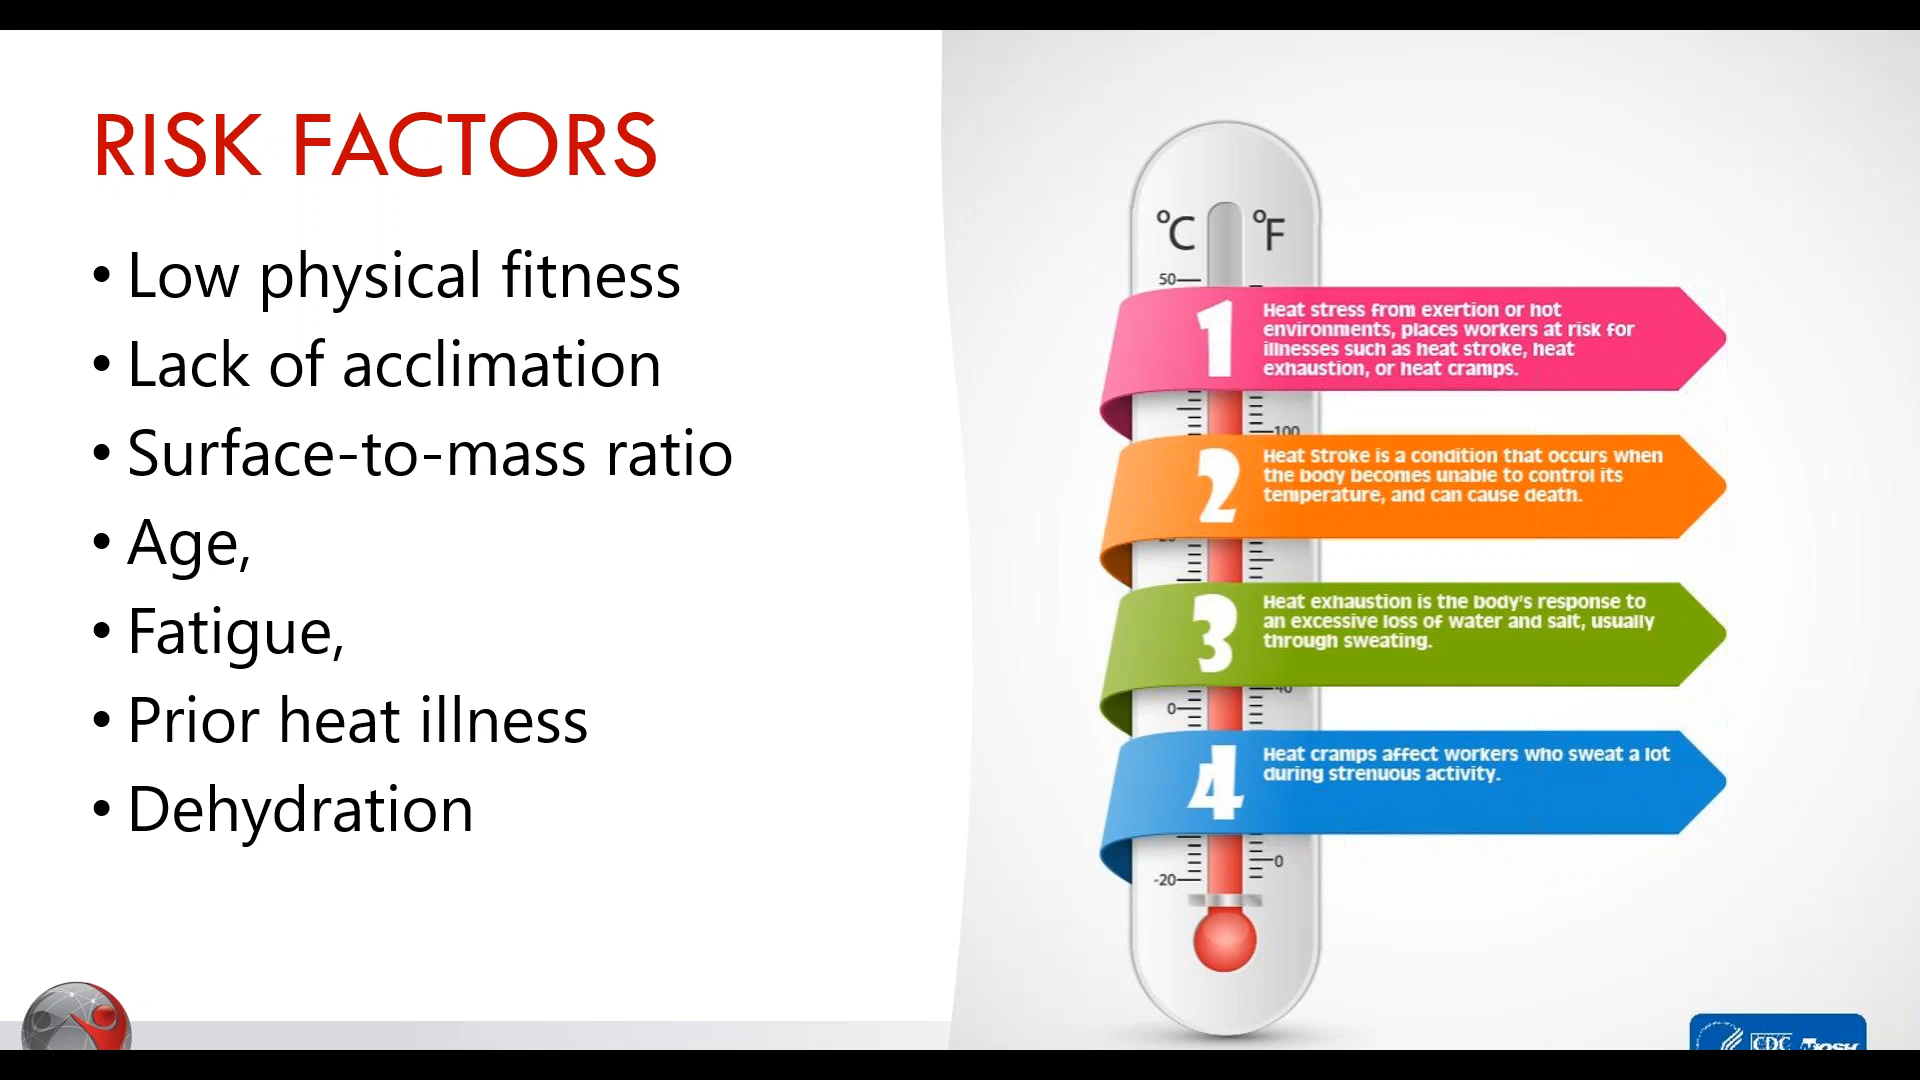 RISK FACTORS
• Low physical fitness
• Lack of acclimation
• Surface-to-mass ratio
• Age,
• Fatigue,
• Prior heat illness
• Dehydration
°C °F
50
1
Heat stress from exertion or hot
environments, places workers at risk for
illnesses such as heat stroke, heat
exhaustion, or heat cramps.
100
2
Heat Stroke is a condition that occurs when
the body becomes unable to control its
temperature, and can cause death.
3
Heat exhaustion is the body's response to
an excessive loss of water and salt, usually
through sweating.
40
0
4
Heat cramps affect workers who sweat a lot
during strenuous activity.
0
-20
CDC NIOSH